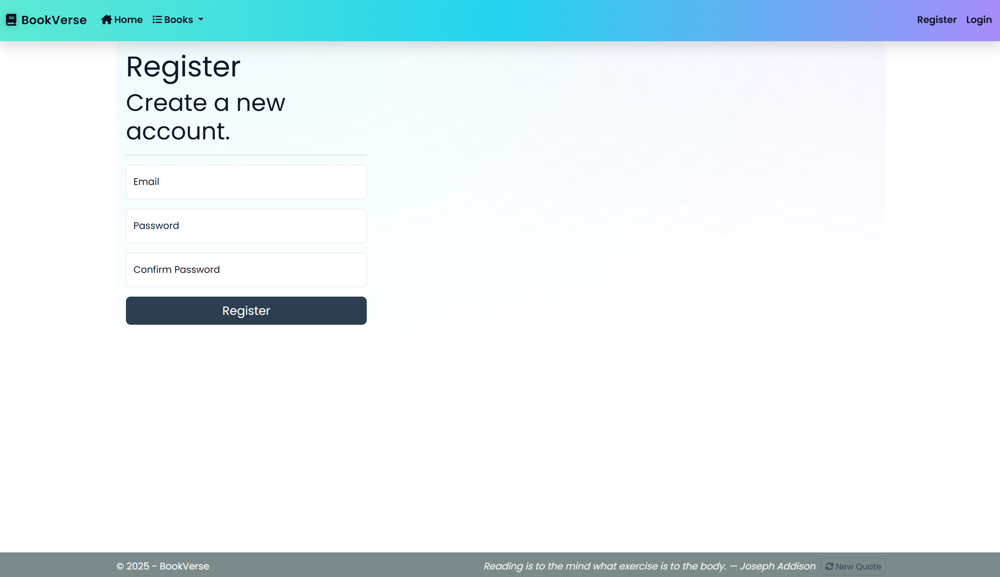 BookVerse Home Books Register Login
Register
Create a new
account.
Email
Password
Confirm Password
Register
© 2025 - BookVerse Reading is to the mind what exercise is to the body. — Joseph Addison New Quote